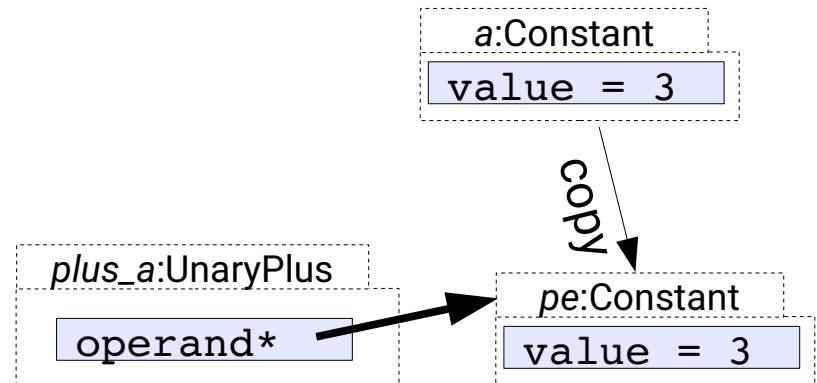 a:Constant
value = 3
copy
plus_a:UnaryPlus
operand*
pe:Constant
value = 3